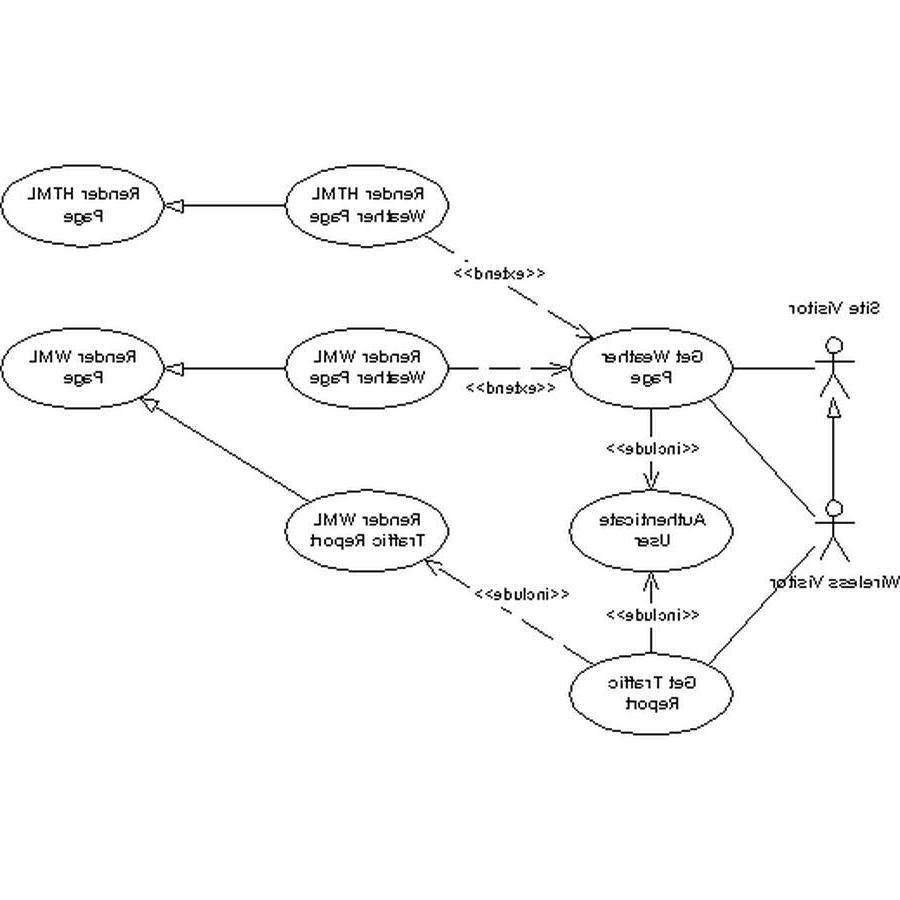 Render HTML
Page
Render HTML
Weather Page
<<extend>>
Site Visitor
Render WML
Page
Render WML
Weather Page
<<extend>>
Get Weather
Page
<<include>>
Render WML
Traffic Report
Authenticate
User
Wireless Visitor
<<include>>
<<include>>
Get Traffic
Report